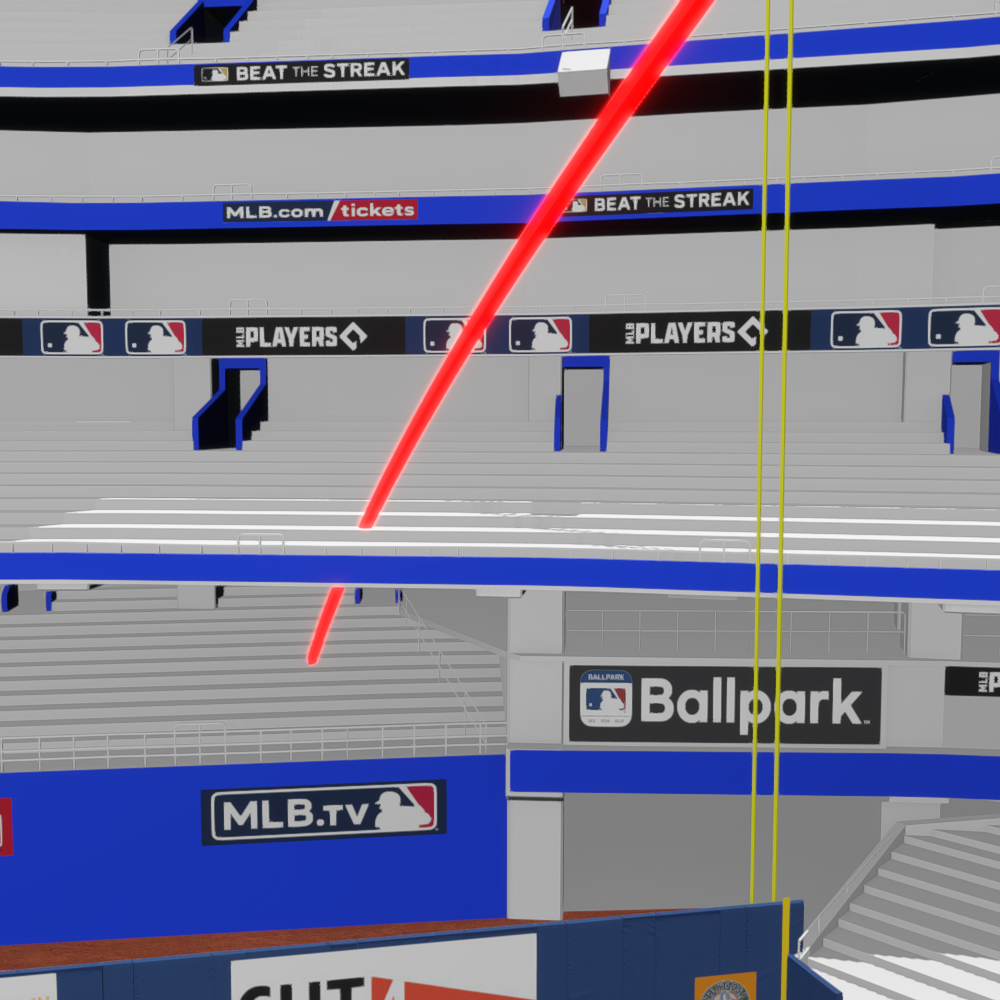 BEAT THE STREAK
MLB.com/tickets
BEAT THE STREAK
MLB PLAYERS
MLB PLAYERS
BALLPARK
Ballpark
MLB.TV